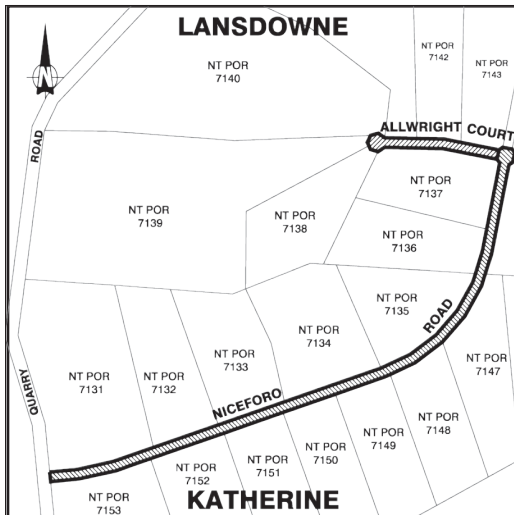 LANSDOWNE
NT POR
7142
NT POR
7140
NT POR
7143
N
ROAD
ALLWRIGHT COURT
NT POR
7137
NT POR
7139
NT POR
7138
NT POR
7136
NT POR
7135
ROAD
NT POR
7134
NT POR
7133
NT POR
7147
NT POR
7131
NT POR
7132
QUARRY
NICEFORO
NT POR
7148
NT POR
7149
NT POR
7150
NT POR
7151
NT POR
7152
NT POR
7153
KATHERINE